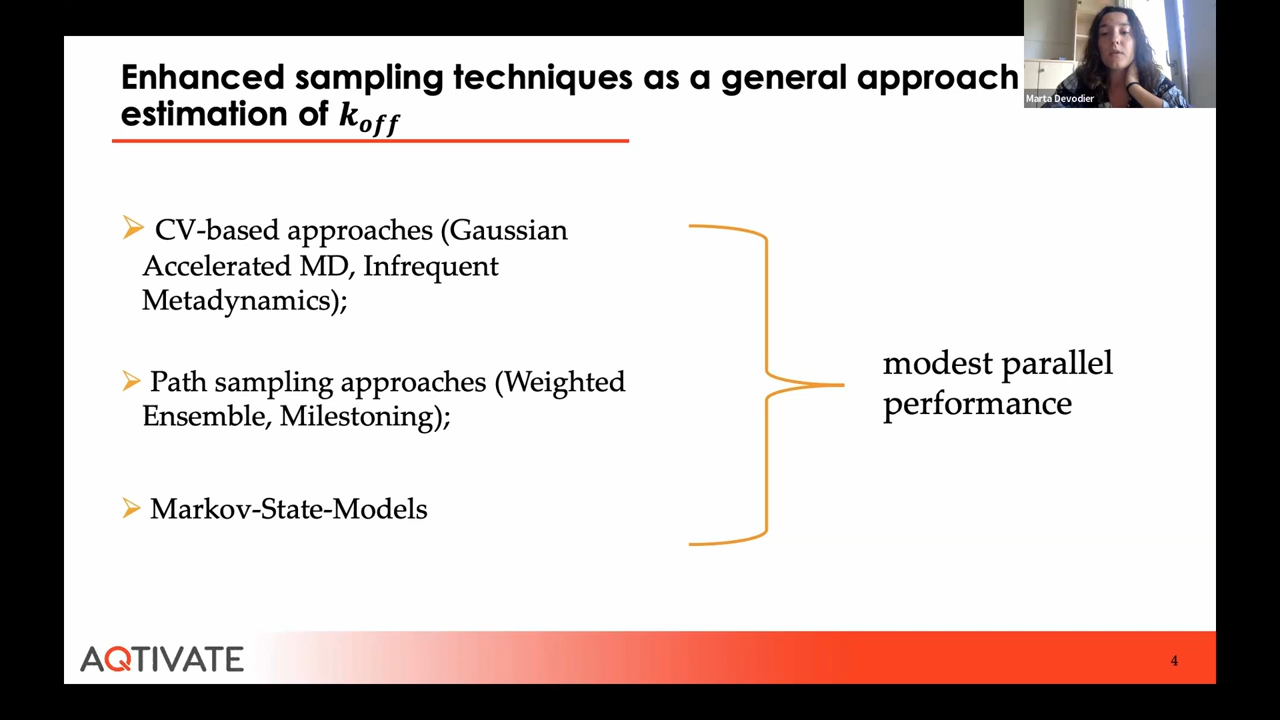 Enhanced sampling techniques as a general approach
estimation of k_off
Marta Devodier
➢ CV-based approaches (Gaussian
Accelerated MD, Infrequent
Metadynamics);
➢ Path sampling approaches (Weighted
Ensemble, Milestoning);
➢ Markov-State-Models
modest parallel
performance
AQTIVATE
4